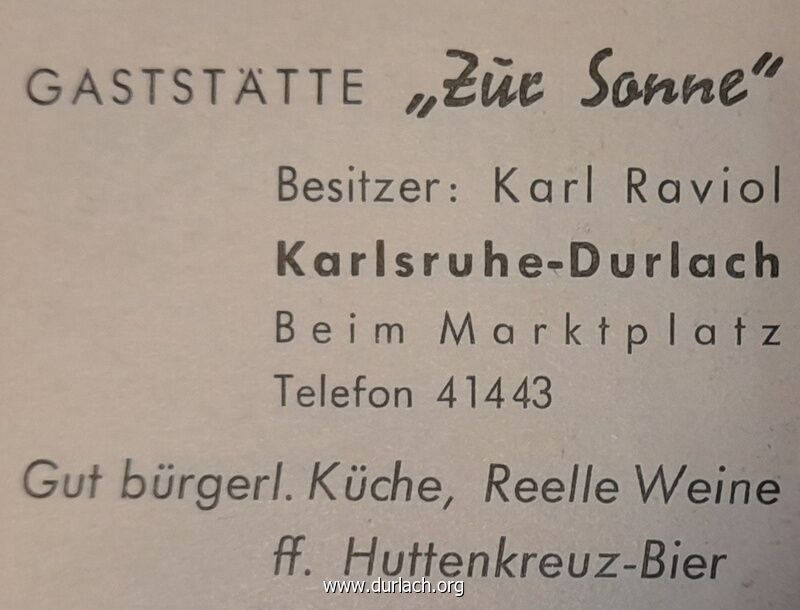 GASTSTÄTTE „Zur Sonne"
Besitzer: Karl Raviol
Karlsruhe-Durlach
Beim Marktplatz
Telefon 41443
Gut bürgerl. Küche, Reelle Weine
ff. Huttenkreuz-Bier
www.durlach.org